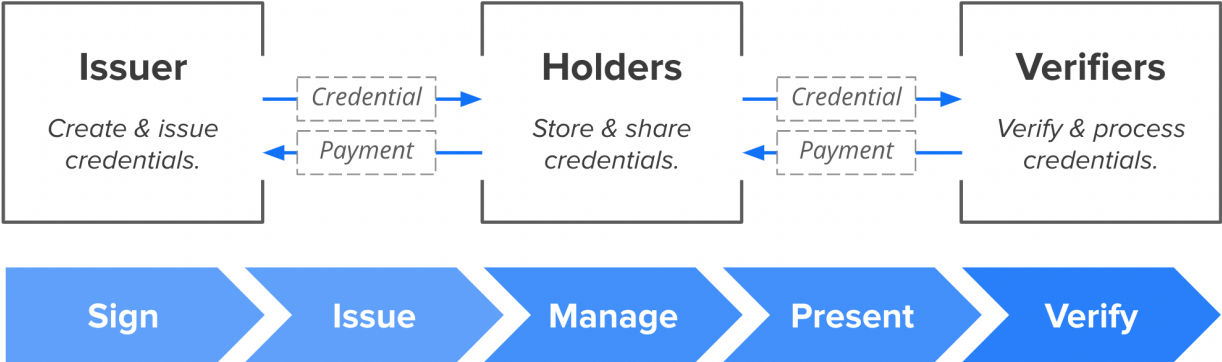 Issuer
Create & issue
credentials.
Credential
Payment
Holders
Store & share
credentials.
Credential
Payment
Verifiers
Verify & process
credentials.
Sign
Issue
Manage
Present
Verify